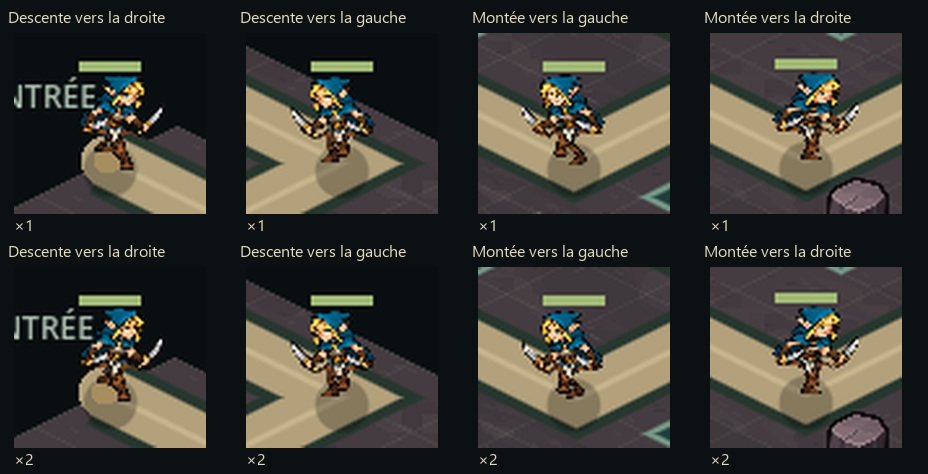 Descente vers la droite
Descente vers la gauche
Montée vers la gauche
Montée vers la droite
NTRÉE
×1
×1
×1
×1
Descente vers la droite
Descente vers la gauche
Montée vers la gauche
Montée vers la droite
NTRÉE
×2
×2
×2
×2